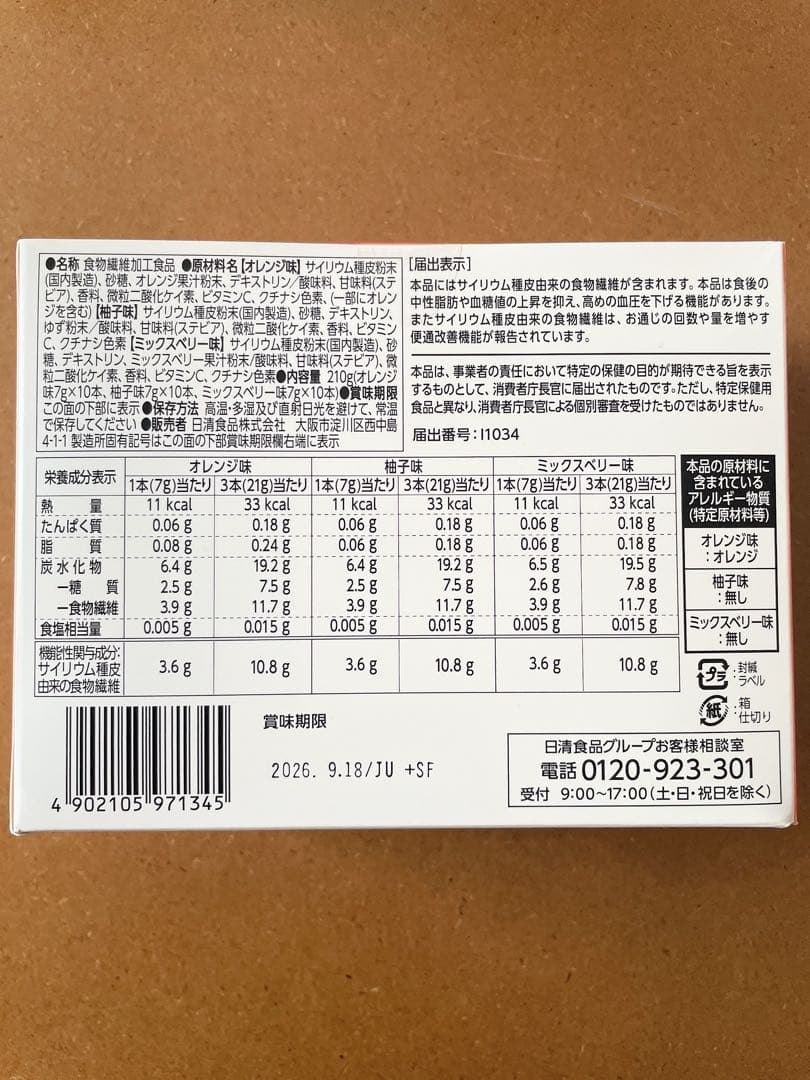 ●名称 食物繊維加工食品 ●原材料名【オレンジ味】サイリウム種皮粉末
(国内製造)、砂糖、オレンジ果汁粉末、デキストリン/酸味料、甘味料(ステ
ビア)、香料、微粒二酸化ケイ素、ビタミンC、クチナシ色素、(一部にオレン
ジを含む)【柚子味】サイリウム種皮粉末(国内製造)、砂糖、デキストリン、
ゆず粉末/酸味料、甘味料(ステビア)、微粒二酸化ケイ素、香料、ビタミン
C、クチナシ色素【ミックスベリー味】サイリウム種皮粉末(国内製造)、砂
糖、デキストリン、ミックスベリー果汁粉末/酸味料、甘味料(ステビア)、微
粒二酸化ケイ素、香料、ビタミンC、クチナシ色素●内容量 210g(オレンジ
味7g×10本、柚子味7g×10本、ミックスベリー味7g×10本)●賞味期限
この面の下部に表示●保存方法 高温・多湿及び直射日光を避けて、常温
で保存してください●販売者 日清食品株式会社 大阪市淀川区西中島
4-1-1 製造所固有記号はこの面の下部賞味期限欄右端に表示
[届出表示]
本品にはサイリウム種皮由来の食物繊維が含まれます。本品は食後の
中性脂肪や血糖値の上昇を抑え、高めの血圧を下げる機能があります。
またサイリウム種皮由来の食物繊維は、お通じの回数や量を増やす
便通改善機能が報告されています。
本品は、事業者の責任において特定の保健の目的が期待できる旨を表示
するものとして、消費者庁長官に届出されたものです。ただし、特定保健用
食品と異なり、消費者庁長官による個別審査を受けたものではありません。
届出番号:I1034
栄養成分表示 オレンジ味 柚子味 ミックスベリー味
1本(7g)当たり 3本(21g)当たり 1本(7g)当たり 3本(21g)当たり 1本(7g)当たり 3本(21g)当たり
熱量 11 kcal 33 kcal 11 kcal 33 kcal 11 kcal 33 kcal
たんぱく質 0.06 g 0.18 g 0.06 g 0.18 g 0.06 g 0.18 g
脂質 0.08 g 0.24 g 0.06 g 0.18 g 0.06 g 0.18 g
炭水化物 6.4 g 19.2 g 6.4 g 19.2 g 6.5 g 19.5 g
ー糖質 2.5 g 7.5 g 2.5 g 7.5 g 2.6 g 7.8 g
ー食物繊維 3.9 g 11.7 g 3.9 g 11.7 g 3.9 g 11.7 g
食塩相当量 0.005 g 0.015 g 0.005 g 0.015 g 0.005 g 0.015 g
機能性関与成分:
サイリウム種皮 3.6 g 10.8 g 3.6 g 10.8 g 3.6 g 10.8 g
由来の食物繊維
本品の原材料に
含まれている
アレルギー物質
(特定原材料等)
オレンジ味
:オレンジ
柚子味
:無し
ミックスベリー味
:無し
プラ :封緘
ラベル
紙 :箱
仕切り
賞味期限
2026. 9.18/JU +SF
4 902105 971345
日清食品グループお客様相談室
電話 0120-923-301
受付 9:00〜17:00(土・日・祝日を除く)